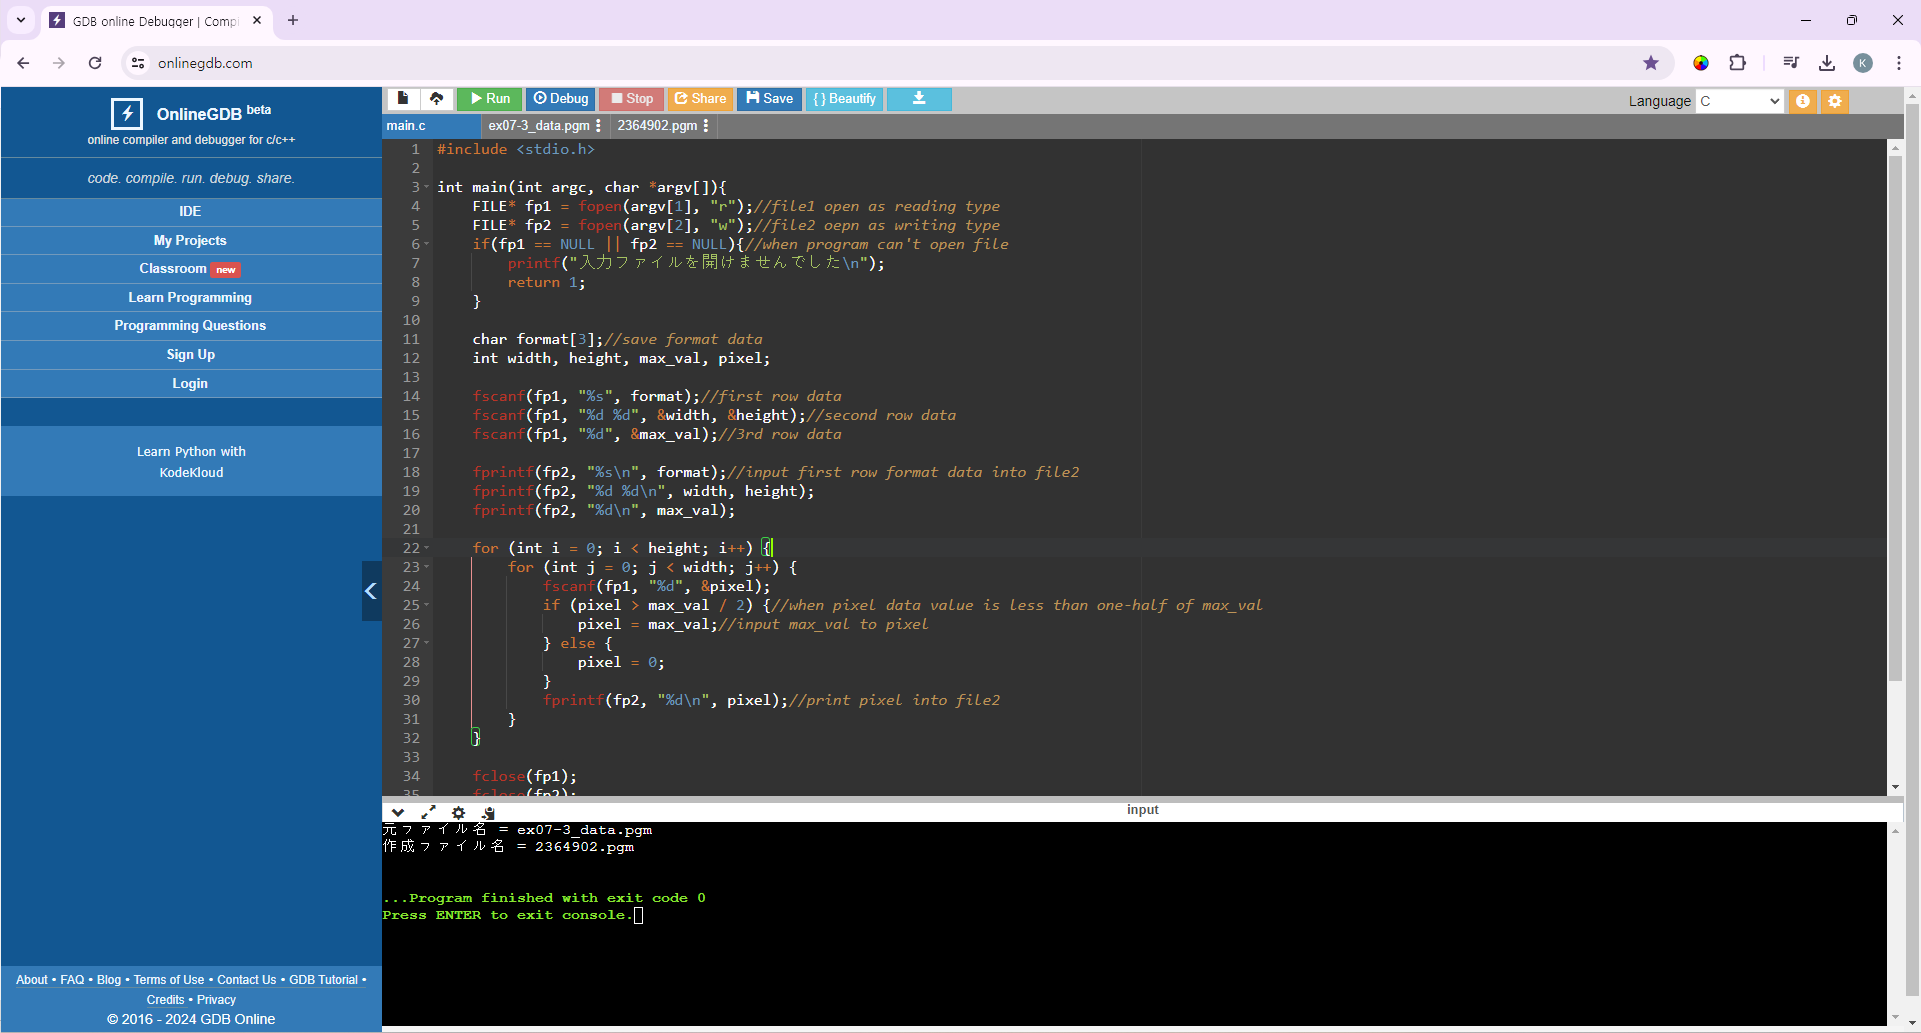 GDB online Debugger | Compi
onlinegdb.com
K
OnlineGDB beta
online compiler and debugger for c/c++
code. compile. run. debug. share.
IDE
My Projects
Classroom new
Learn Programming
Programming Questions
Sign Up
Login
Learn Python with
KodeKloud
About • FAQ • Blog • Terms of Use • Contact Us • GDB Tutorial •
Credits • Privacy
© 2016 - 2024 GDB Online
Run Debug Stop Share Save { } Beautify
Language C
main.c ex07-3_data.pgm 2364902.pgm
1 #include <stdio.h>
2
3 int main(int argc, char *argv[]){
4 FILE* fp1 = fopen(argv[1], "r");//file1 open as reading type
5 FILE* fp2 = fopen(argv[2], "w");//file2 oepn as writing type
6 if(fp1 == NULL || fp2 == NULL){//when program can't open file
7 printf("入力ファイルを開けませんでした\n");
8 return 1;
9 }
10
11 char format[3];//save format data
12 int width, height, max_val, pixel;
13
14 fscanf(fp1, "%s", format);//first row data
15 fscanf(fp1, "%d %d", &width, &height);//second row data
16 fscanf(fp1, "%d", &max_val);//3rd row data
17
18 fprintf(fp2, "%s\n", format);//input first row format data into file2
19 fprintf(fp2, "%d %d\n", width, height);
20 fprintf(fp2, "%d\n", max_val);
21
22 for (int i = 0; i < height; i++) {
23 for (int j = 0; j < width; j++) {
24 fscanf(fp1, "%d", &pixel);
25 if (pixel > max_val / 2) {//when pixel data value is less than one-half of max_val
26 pixel = max_val;//input max_val to pixel
27 } else {
28 pixel = 0;
29 }
30 fprintf(fp2, "%d\n", pixel);//print pixel into file2
31 }
32 }
33
34 fclose(fp1);
35 fclose(fp2);
input
元ファイル名 = ex07-3_data.pgm
作成ファイル名 = 2364902.pgm
...Program finished with exit code 0
Press ENTER to exit console.